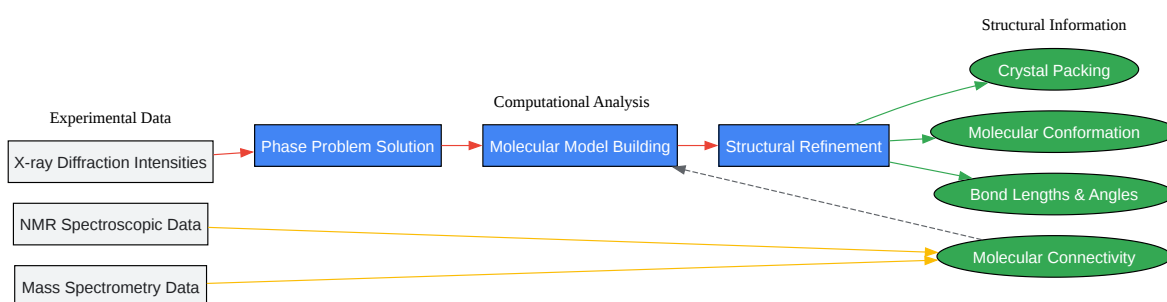 Structural Information
Crystal Packing
Computational Analysis
Experimental Data
Molecular Conformation
X-ray Diffraction Intensities
Phase Problem Solution
Molecular Model Building
Structural Refinement
Bond Lengths & Angles
NMR Spectroscopic Data
Molecular Connectivity
Mass Spectrometry Data